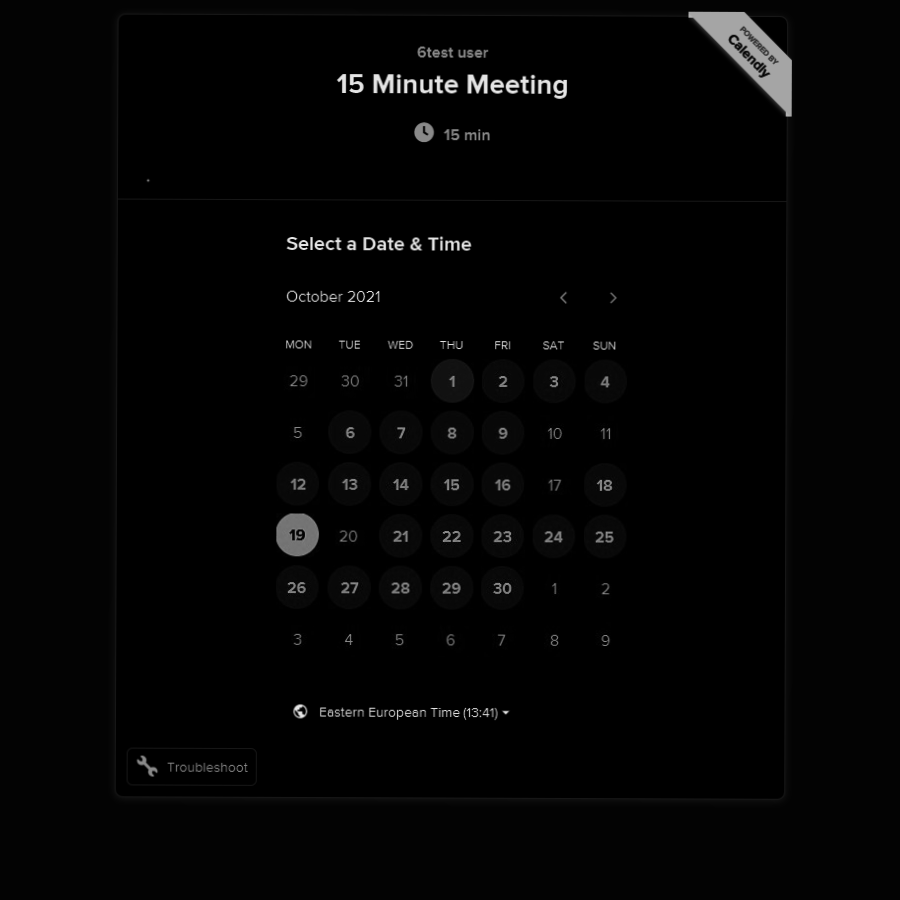 POWERED BY
Calendly
6test user
15 Minute Meeting
15 min
Select a Date & Time
October 2021
MON TUE WED THU FRI SAT SUN
29 30 31 1 2 3 4
5 6 7 8 9 10 11
12 13 14 15 16 17 18
19 20 21 22 23 24 25
26 27 28 29 30 1 2
3 4 5 6 7 8 9
Eastern European Time (13:41)
Troubleshoot